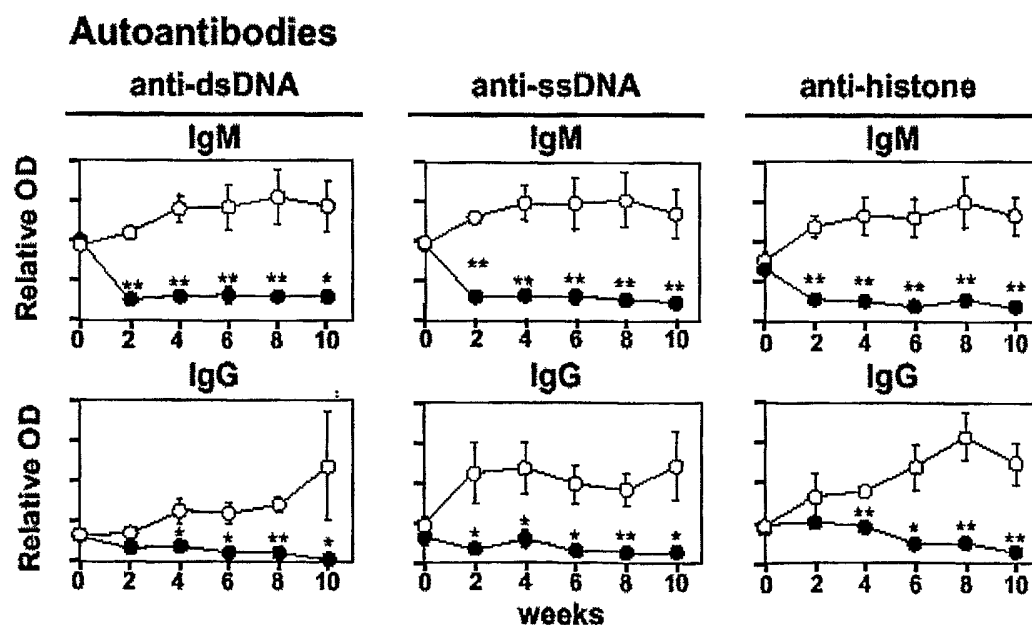 Autoantibodies
anti-dsDNA anti-ssDNA anti-histone
IgM IgM IgM
Relative OD
** ** ** ** *
** ** ** ** **
** ** ** ** **
0 2 4 6 8 10 0 2 4 6 8 10 0 2 4 6 8 10
IgG IgG IgG
Relative OD
* * ** *
* * * ** *
** * ** **
0 2 4 6 8 10 0 2 4 6 8 10 0 2 4 6 8 10
weeks